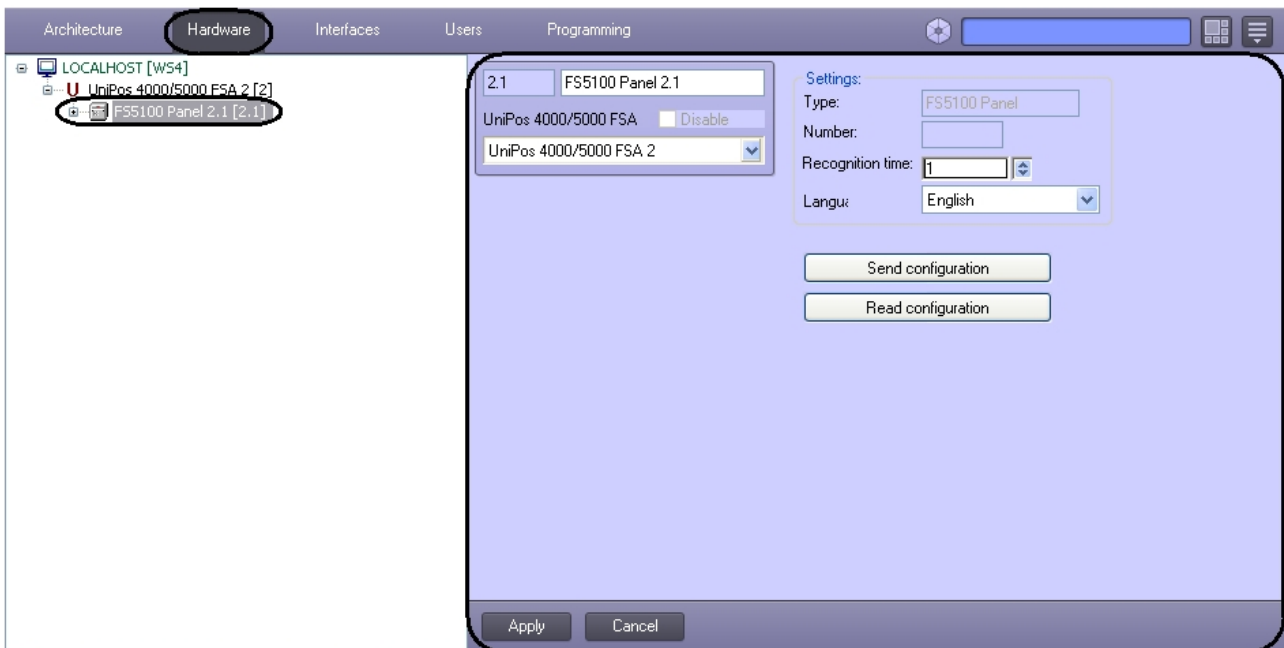 Architecture Hardware Interfaces Users Programming
LOCALHOST [WS4]
UniPos 4000/5000 FSA 2 [2]
FS5100 Panel 2.1 [2.1]
2.1 FS5100 Panel 2.1
UniPos 4000/5000 FSA Disable
UniPos 4000/5000 FSA 2
Settings:
Type: FS5100 Panel
Number:
Recognition time: 1
Langua English
Send configuration
Read configuration
Apply Cancel